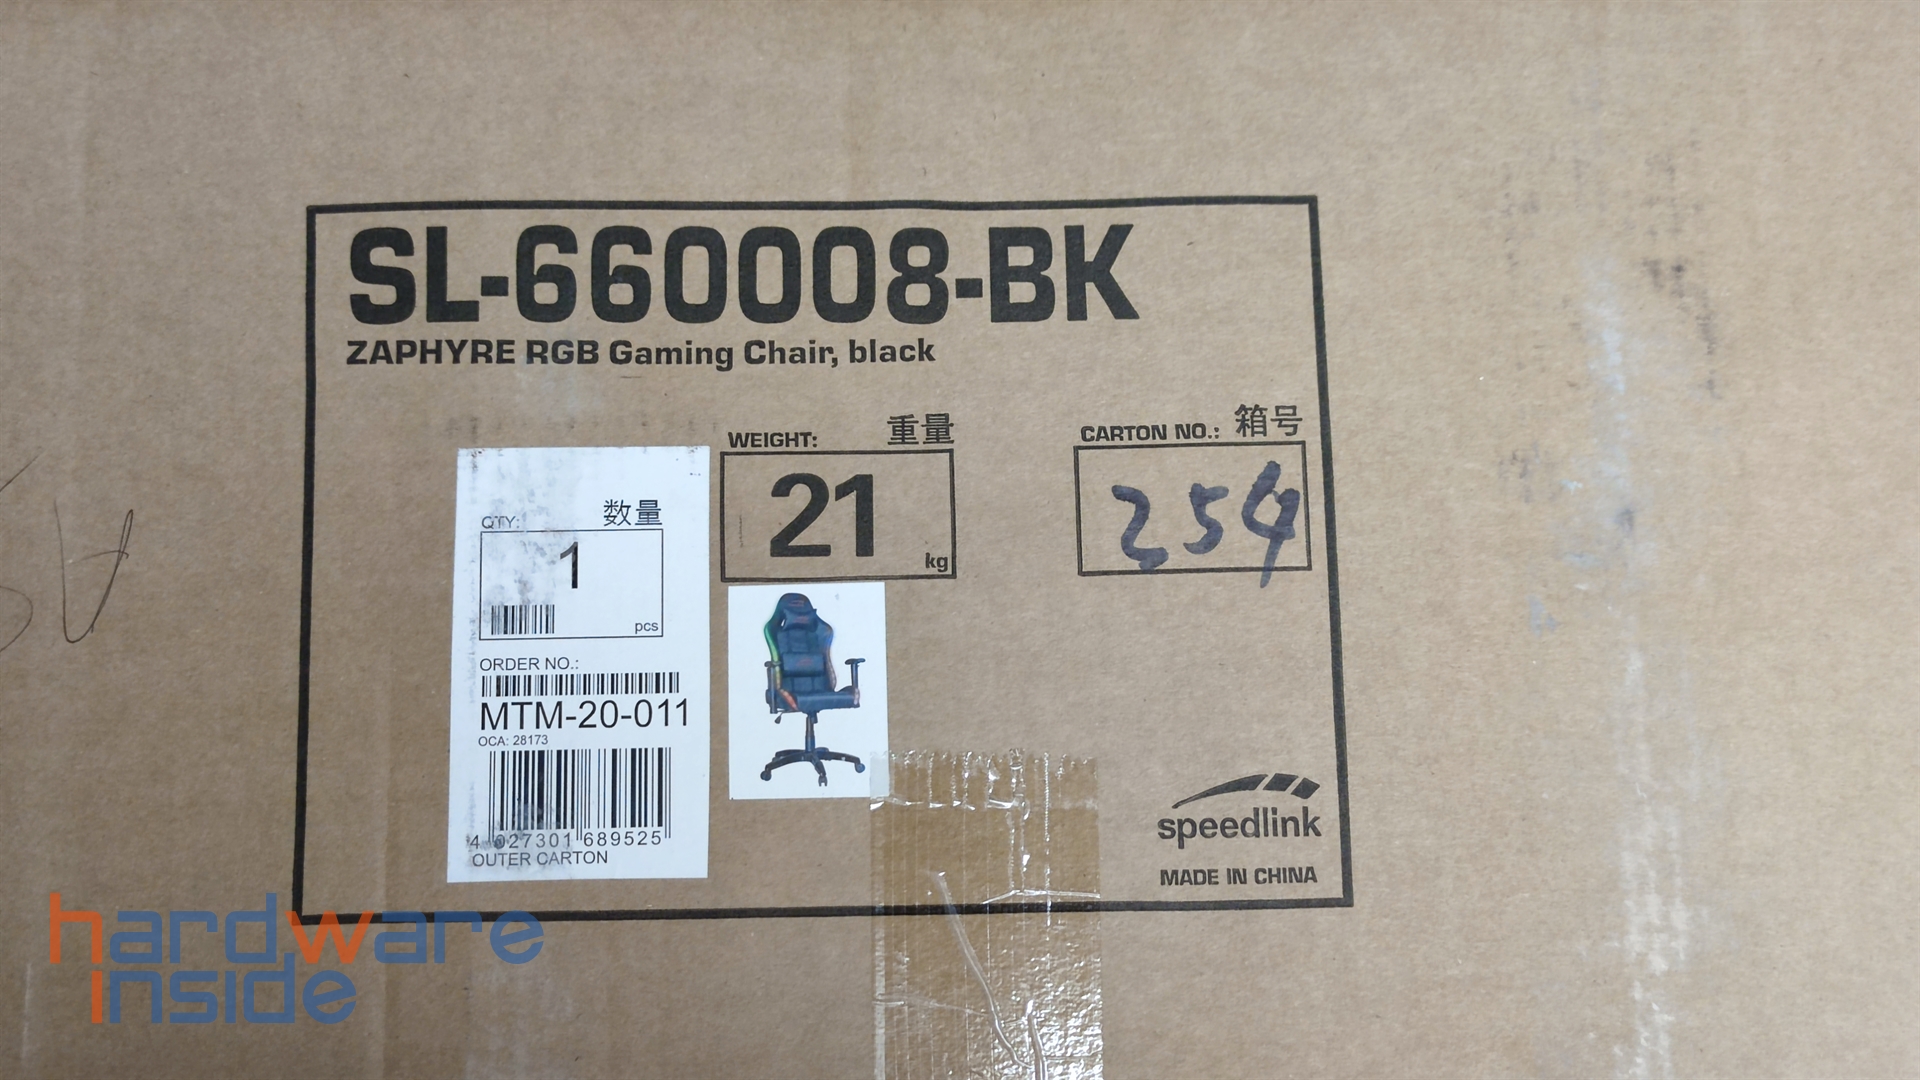 SL-660008-BK
ZAPHYRE RGB Gaming Chair, black
WEIGHT: 重量
21
kg
CARTON NO.: 箱号
254
QTY: 数量
1
pcs
ORDER NO.:
MTM-20-011
OCA: 28173
4 027301 689525
OUTER CARTON
speedlink
MADE IN CHINA
hardware
inside